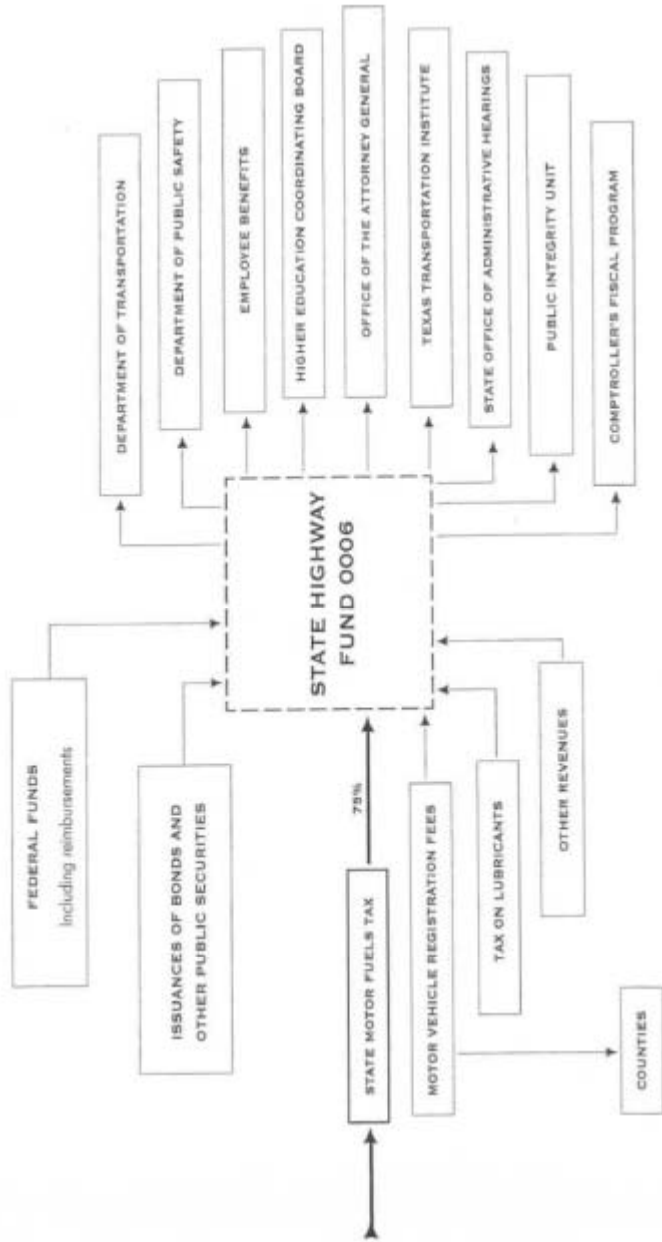 FEDERAL FUNDS
Including reimbursements
ISSUANCES OF BONDS AND
OTHER PUBLIC SECURITIES
STATE MOTOR FUELS TAX
75%
MOTOR VEHICLE REGISTRATION FEES
TAX ON LUBRICANTS
OTHER REVENUES
COUNTIES
STATE HIGHWAY
FUND 0006
DEPARTMENT OF TRANSPORTATION
DEPARTMENT OF PUBLIC SAFETY
EMPLOYEE BENEFITS
HIGHER EDUCATION COORDINATING BOARD
OFFICE OF THE ATTORNEY GENERAL
TEXAS TRANSPORTATION INSTITUTE
STATE OFFICE OF ADMINISTRATIVE HEARINGS
PUBLIC INTEGRITY UNIT
COMPTROLLER'S FISCAL PROGRAM